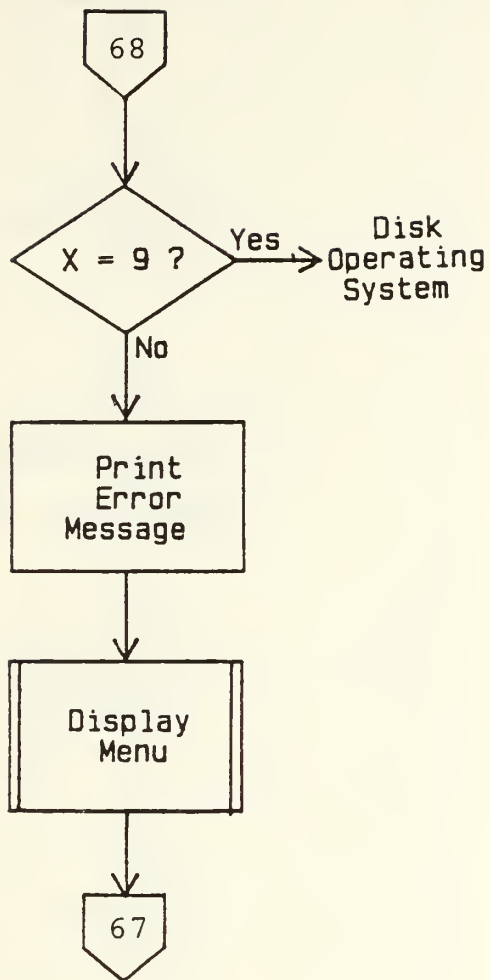 68
X = 9 ?
Yes
Disk
Operating
System
No
Print
Error
Message
Display
Menu
67